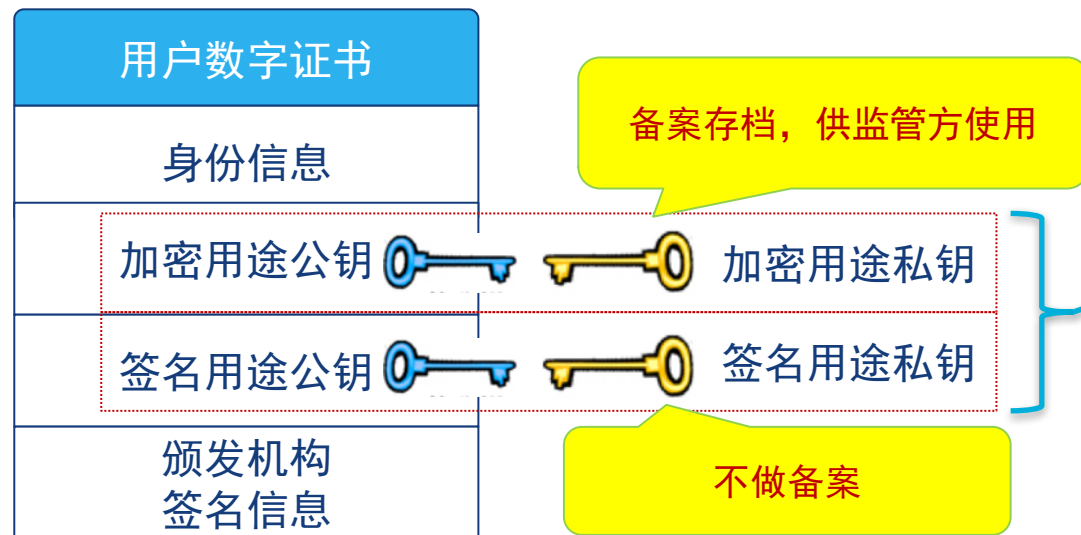 用户数字证书
备案存档，供监管方使用
身份信息
加密用途公钥
加密用途私钥
签名用途公钥
签名用途私钥
颁发机构
签名信息
不做备案